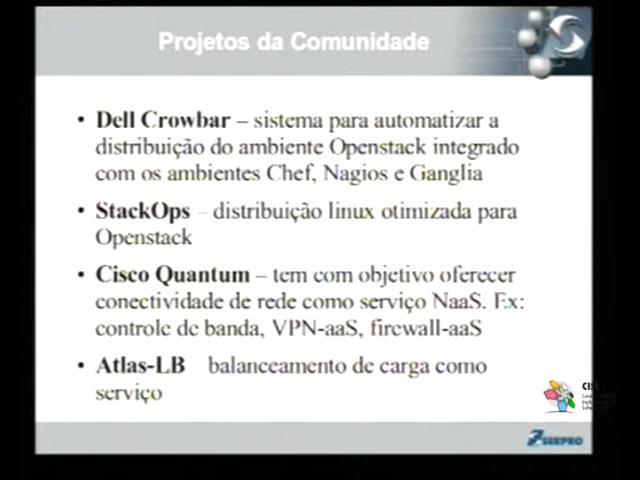 Projetos da Comunidade
• Dell Crowbar – sistema para automatizar a
distribuição do ambiente Openstack integrado
com os ambientes Chef, Nagios e Ganglia
• StackOps – distribuição linux otimizada para
Openstack
• Cisco Quantum – tem com objetivo oferecer
conectividade de rede como serviço NaaS. Ex:
controle de banda, VPN-aaS, firewall-aaS
• Atlas-LB balanceamento de carga como
serviço
SERPRO